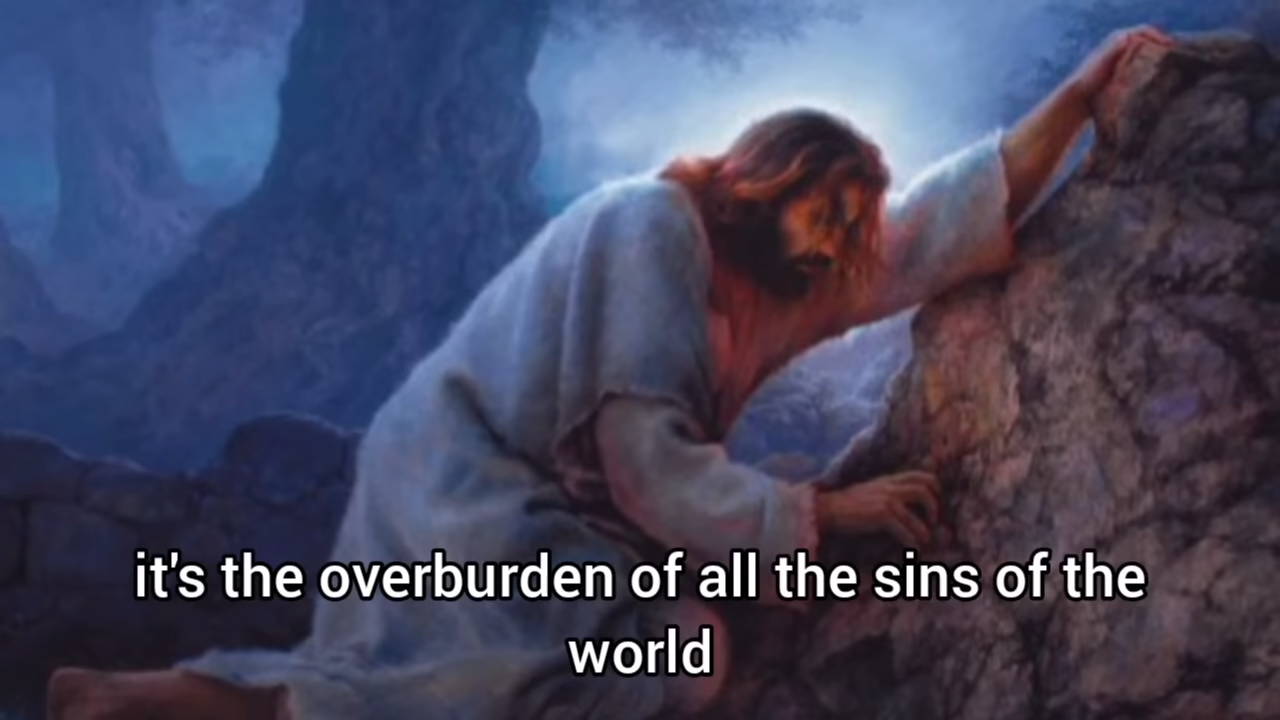 it's the overburden of all the sins of the
world